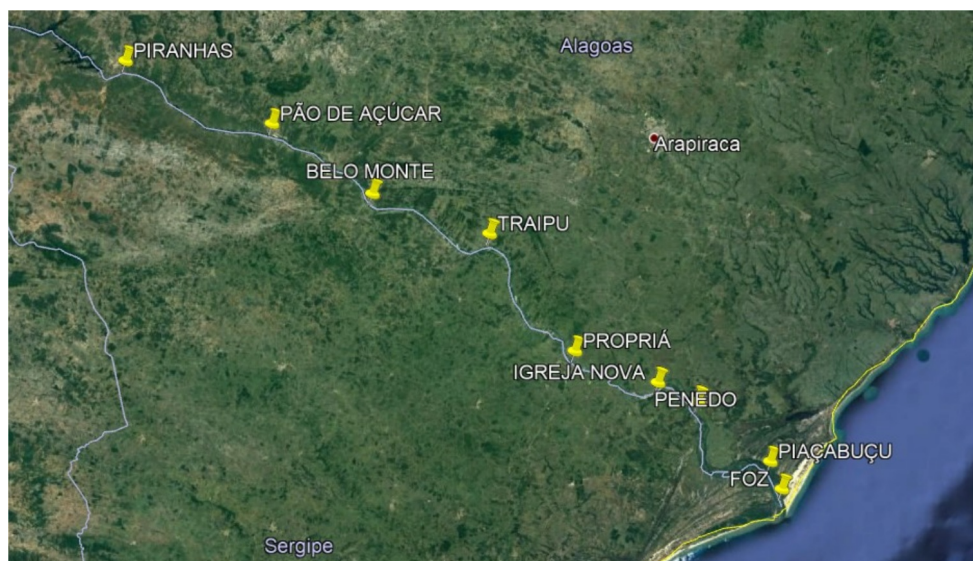 Alagoas
PIRANHAS
PÃO DE AÇÚCAR
Arapiraca
BELO MONTE
TRAIPU
PROPRIÁ
IGREJA NOVA
PENEDO
PIAÇABUÇU
FOZ
Sergipe